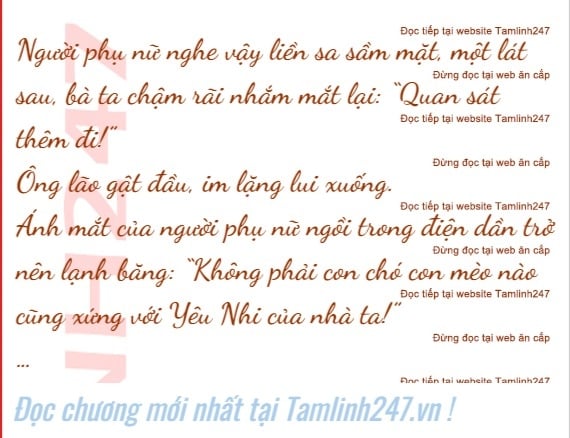 Đọc tiếp tại website Tamlinh247
Người phụ nữ nghe vậy liền sa sầm mặt, một lát
Đừng đọc tại web ăn cắp
sau, bà ta chậm rãi nhắm mắt lại: “Quan sát
Đọc tiếp tại website Tamlinh247
thêm đi!”
Đừng đọc tại web ăn cắp
Ông lão gật đầu, im lặng lui xuống.
Đọc tiếp tại website Tamlinh247
Ánh mắt của người phụ nữ ngồi trong điện dần trở
Đừng đọc tại web ăn cắp
nên lạnh băng: “Không phải con chó con mèo nào
Đọc tiếp tại website Tamlinh247
cũng xứng với Yêu Nhi của nhà ta!”
Đừng đọc tại web ăn cắp
...
Đọc tiếp tại website Tamlinh247
NH247
Đọc chương mới nhất tại Tamlinh247.vn !